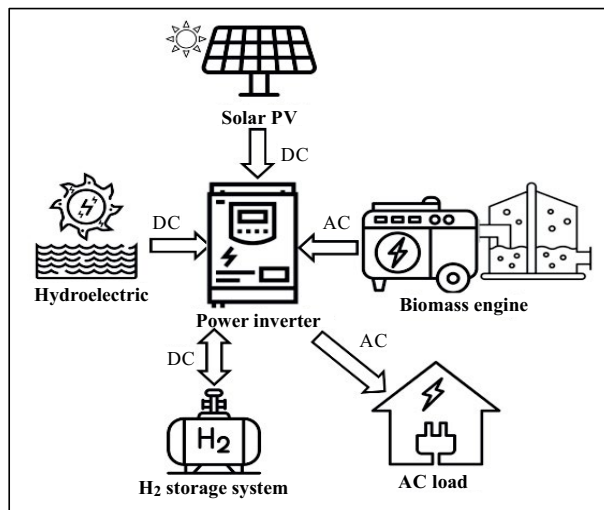 Solar PV
DC
DC
AC
Hydroelectric
Biomass engine
Power inverter
DC
AC
H₂
H₂ storage system
AC load